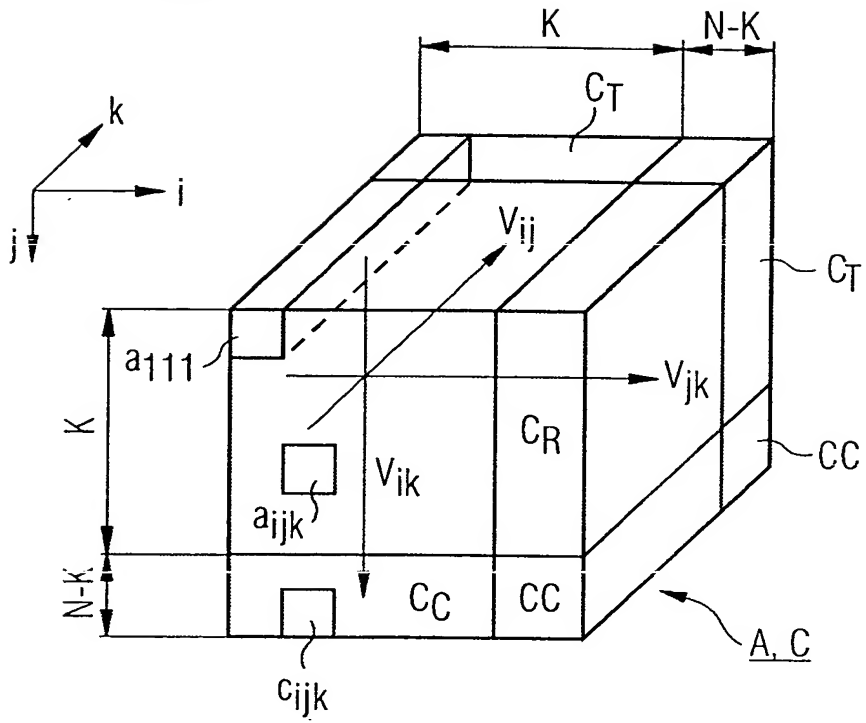 K N-K
C_T
k
i
j
V_ij
C_T
a_111
V_jk
K
C_R
V_ik
CC
a_ijk
N-K
C_C CC
A, C
c_ijk